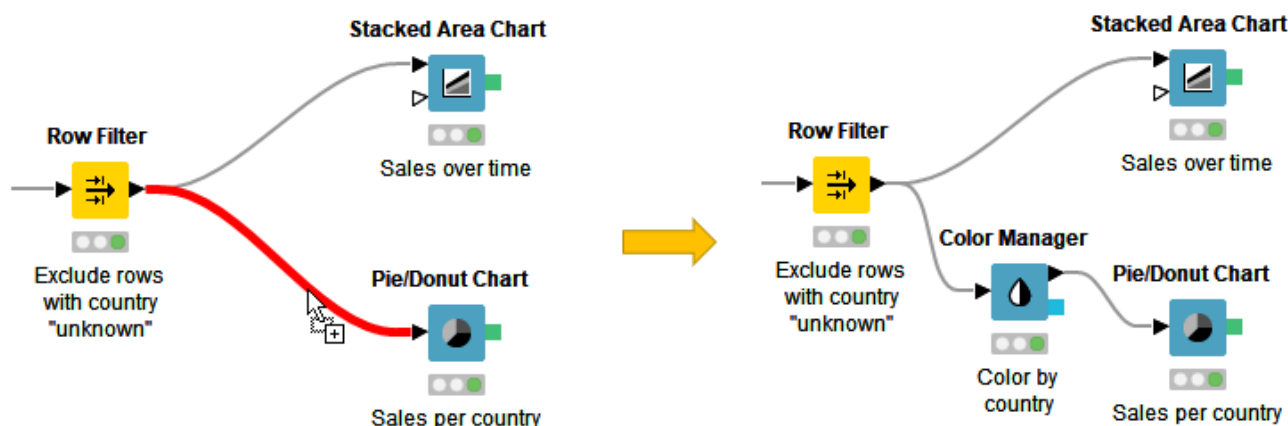 Stacked Area Chart
Sales over time
Row Filter
Exclude rows
with country
"unknown"
Pie/Donut Chart
Sales per country
Stacked Area Chart
Sales over time
Row Filter
Exclude rows
with country
"unknown"
Color Manager
Color by
country
Pie/Donut Chart
Sales per country